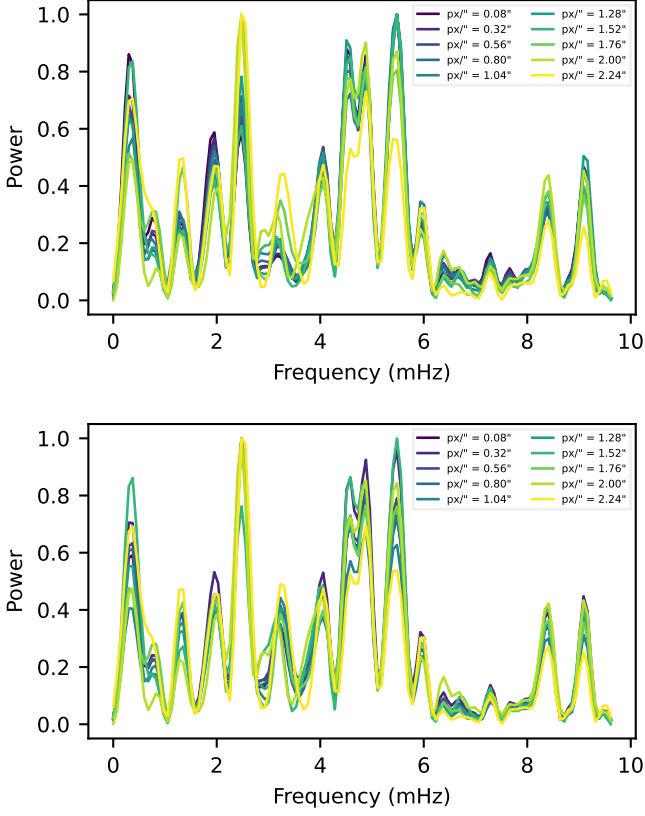 1.0
0.8
0.6
0.4
0.2
0.0
Power
0
2
4
6
8
10
Frequency (mHz)
px/" = 0.08"
px/" = 0.32"
px/" = 0.56"
px/" = 0.80"
px/" = 1.04"
px/" = 1.28"
px/" = 1.52"
px/" = 1.76"
px/" = 2.00"
px/" = 2.24"
1.0
0.8
0.6
0.4
0.2
0.0
Power
0
2
4
6
8
10
Frequency (mHz)
px/" = 0.08"
px/" = 0.32"
px/" = 0.56"
px/" = 0.80"
px/" = 1.04"
px/" = 1.28"
px/" = 1.52"
px/" = 1.76"
px/" = 2.00"
px/" = 2.24"